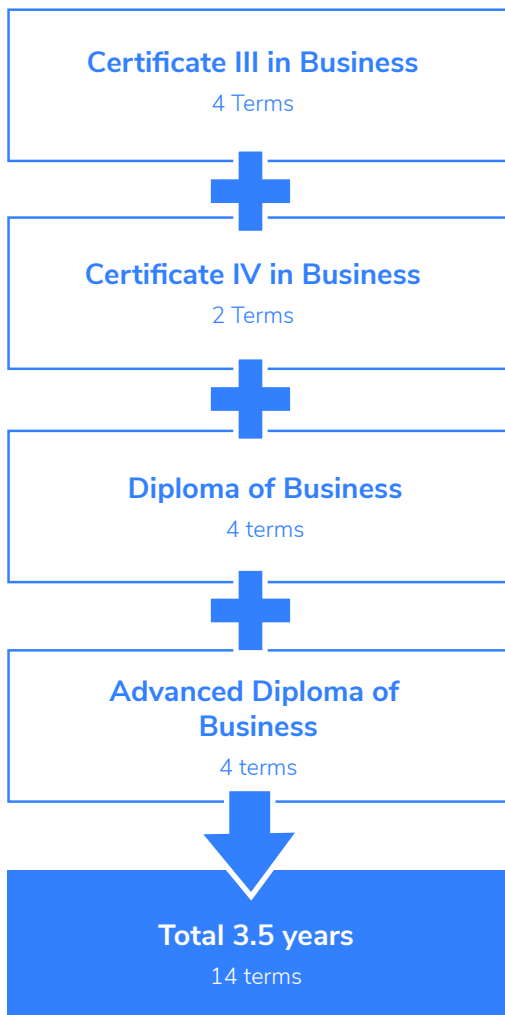 Certificate III in Business
4 Terms
Certificate IV in Business
2 Terms
Diploma of Business
4 terms
Advanced Diploma of
Business
4 terms
Total 3.5 years
14 terms